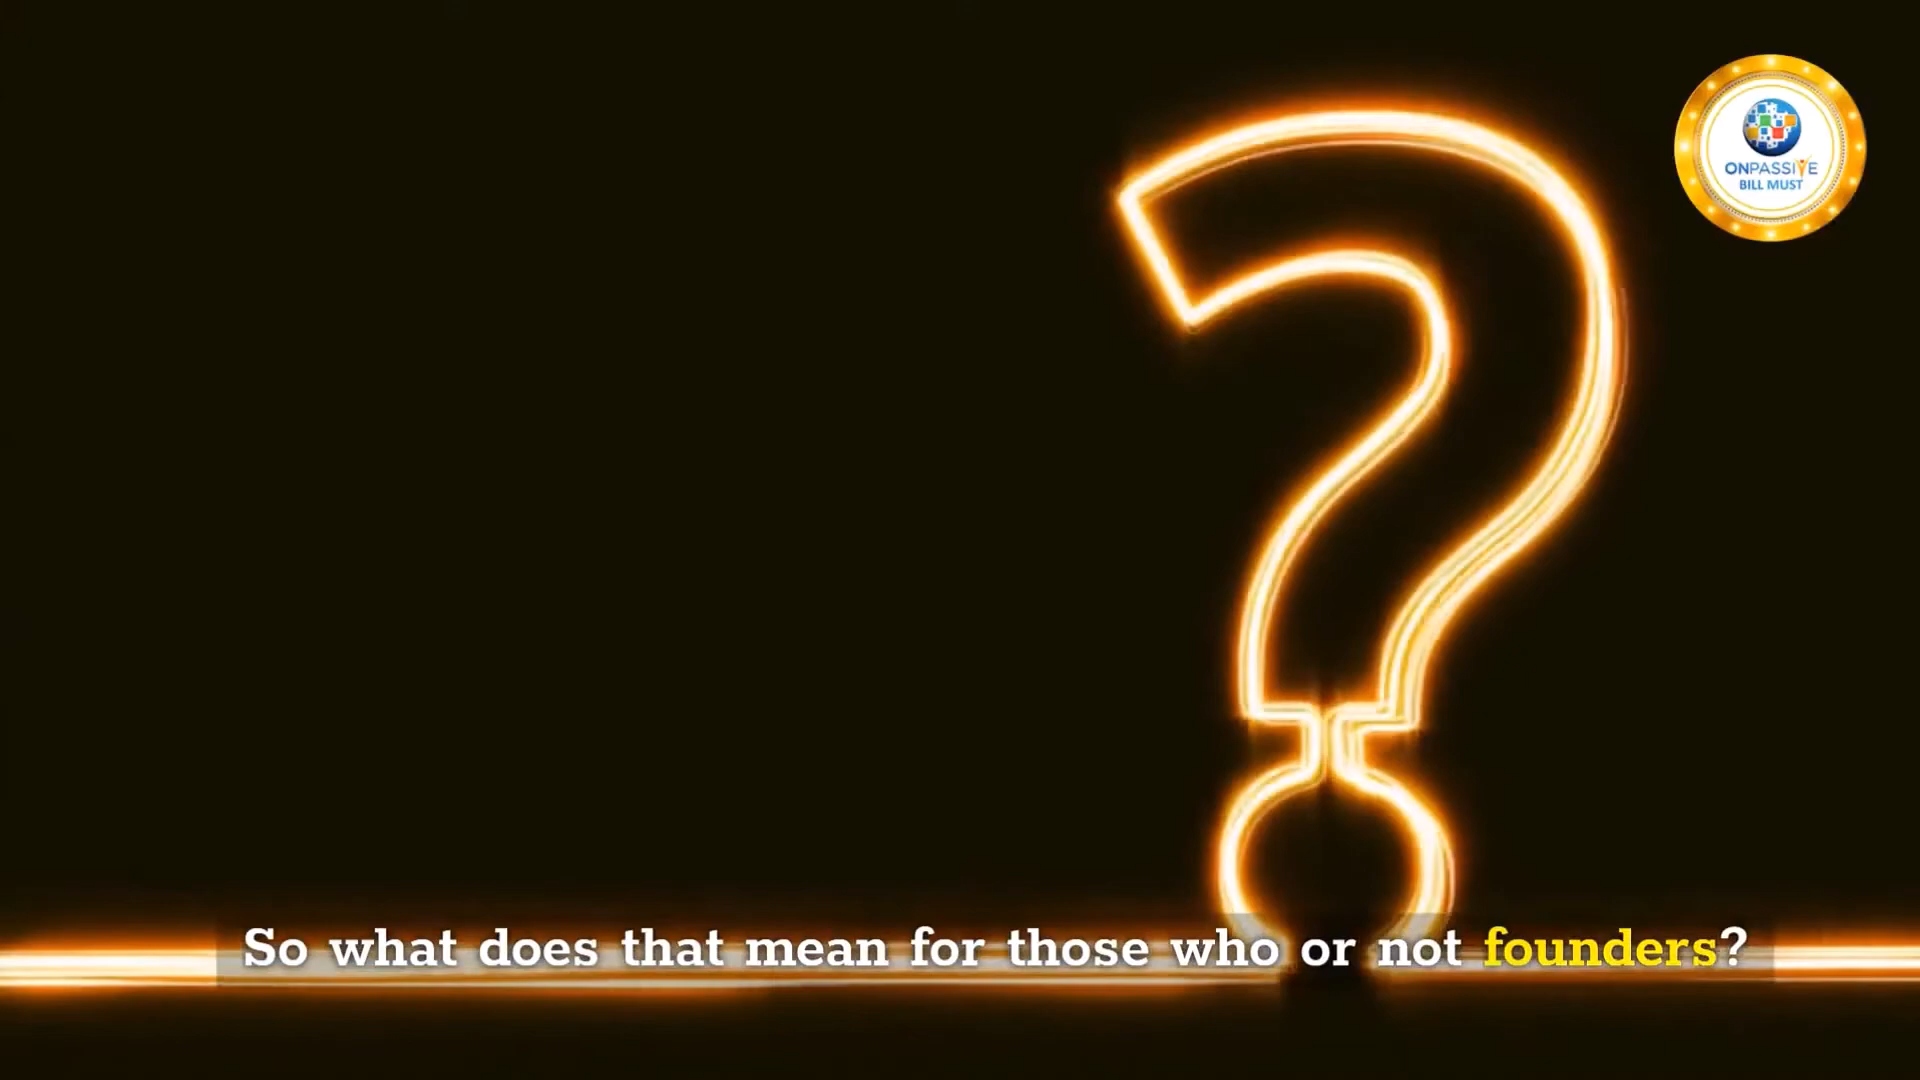 ONPASSIVE
BILL MUST
So what does that mean for those who or not founders?